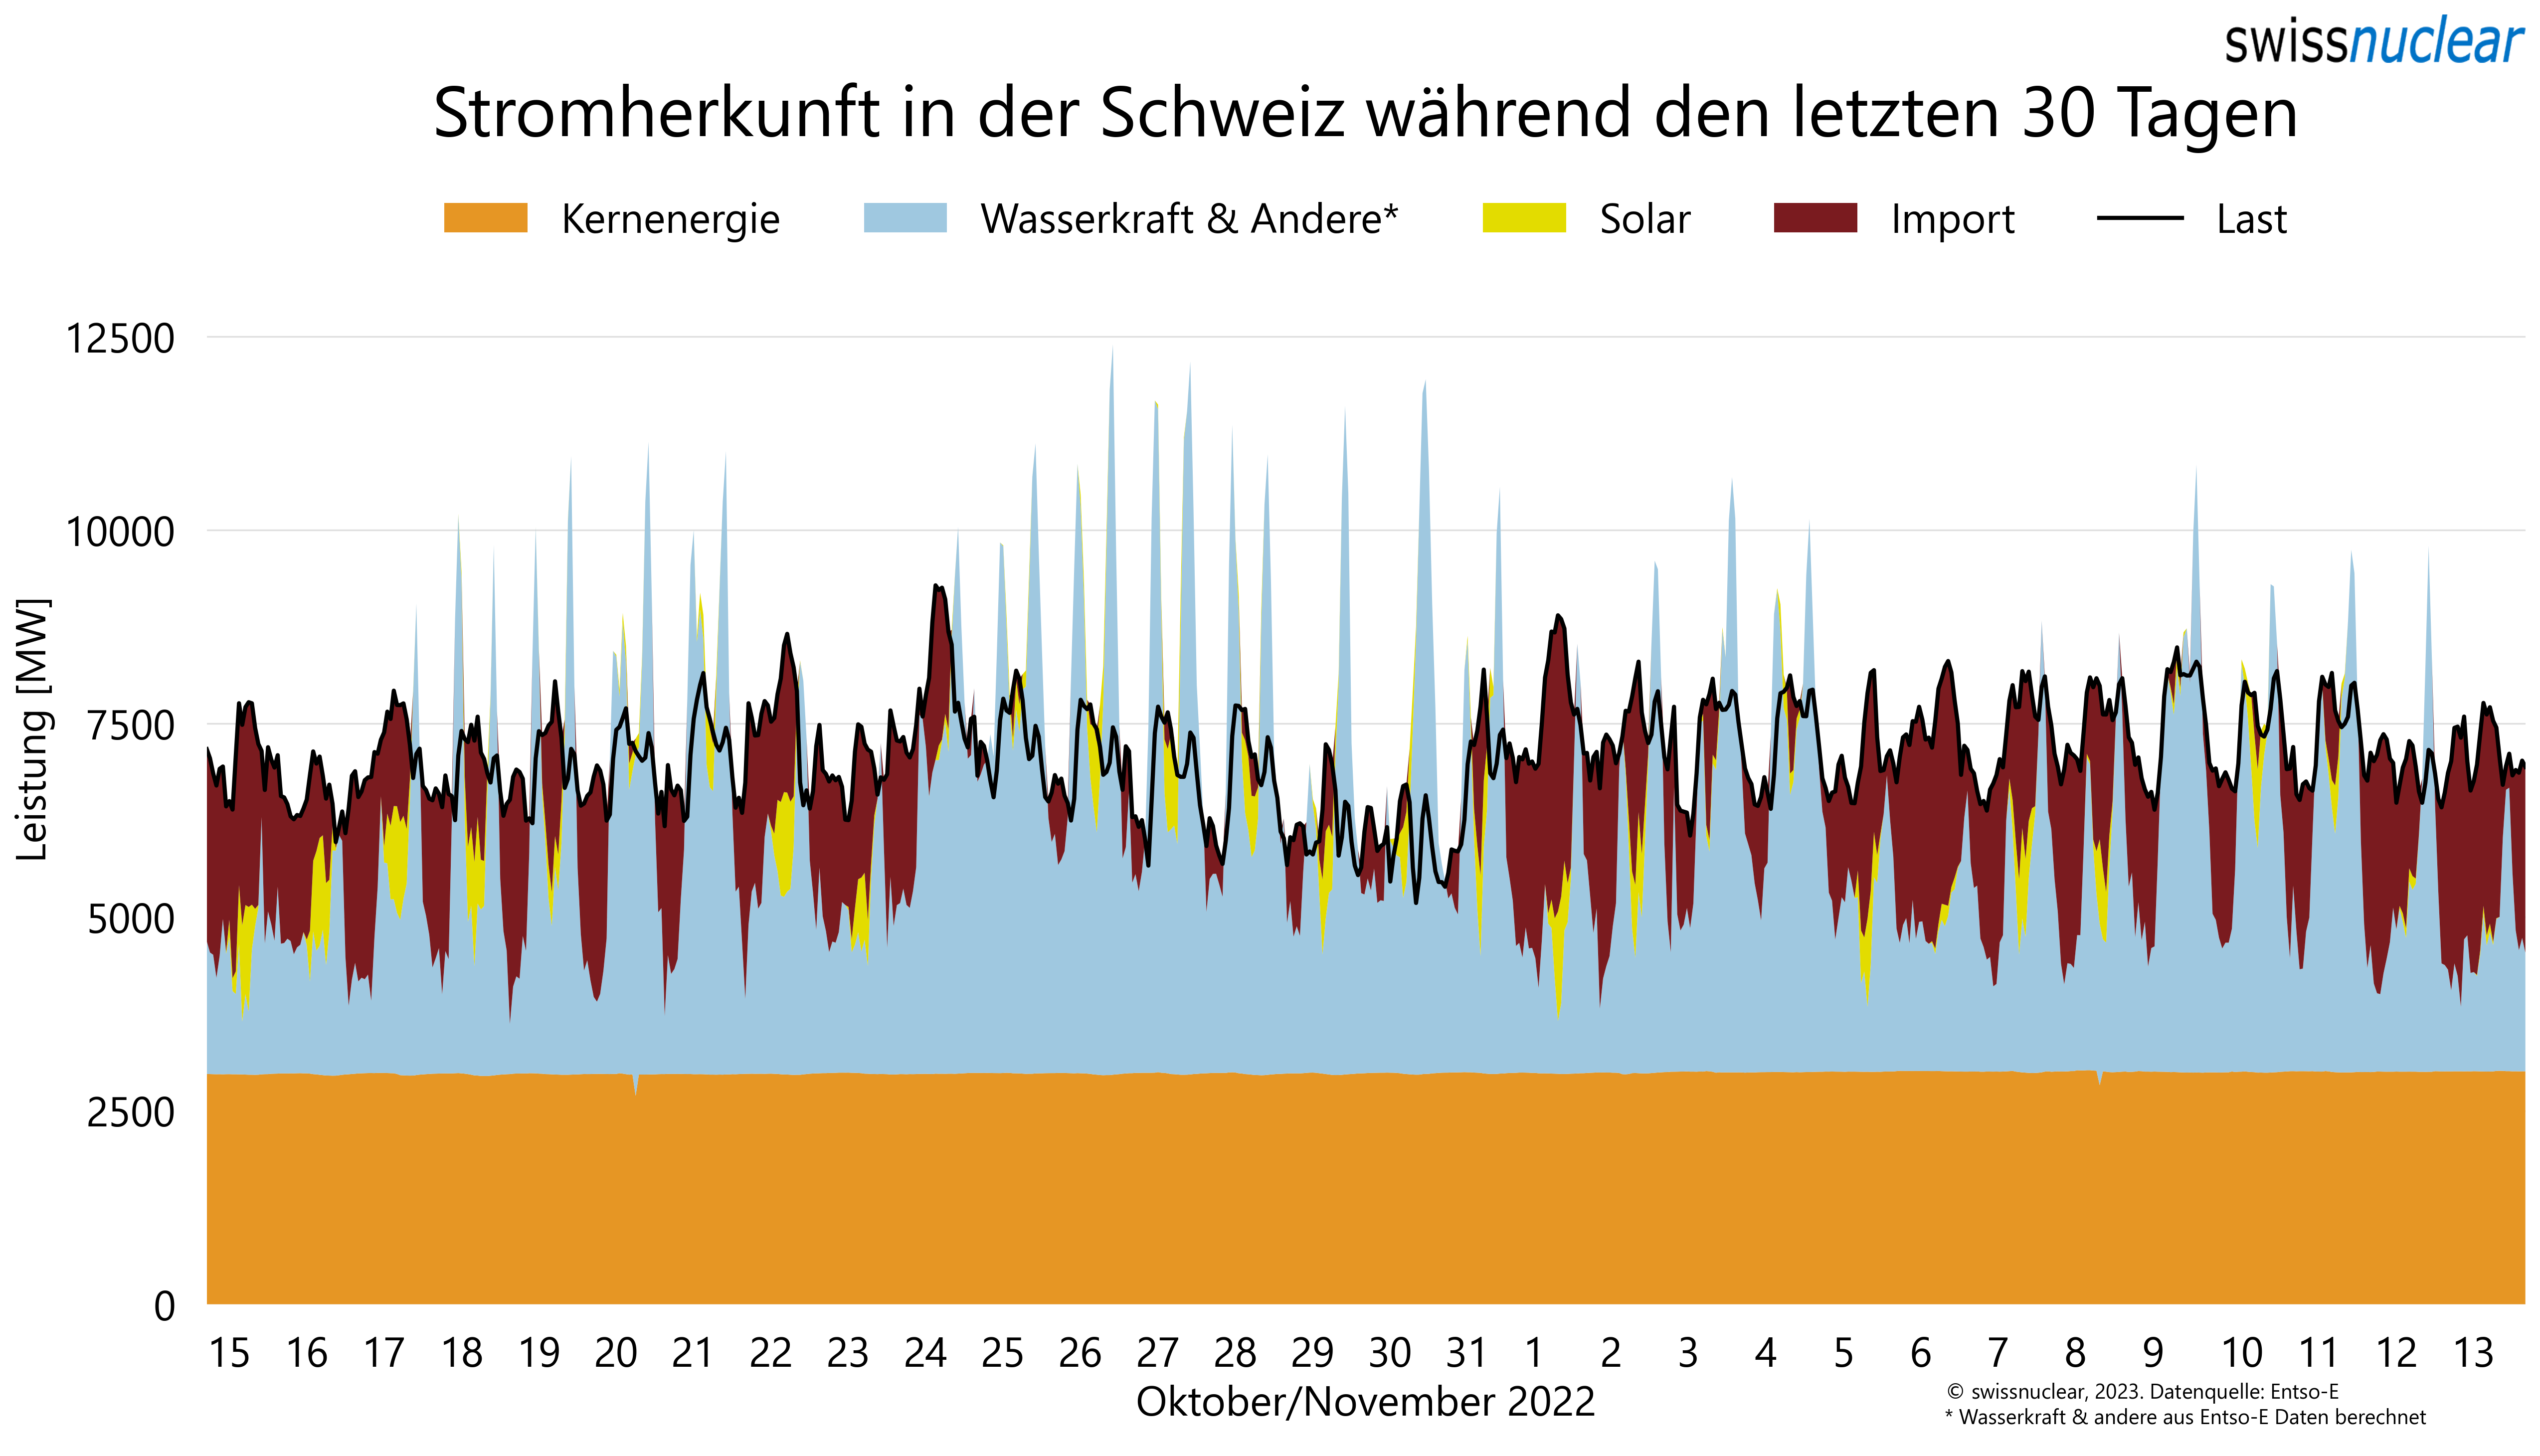 swissnuclear
Stromherkunft in der Schweiz während den letzten 30 Tagen
Kernenergie Wasserkraft & Andere* Solar Import Last
12500
10000
7500
5000
2500
0
Leistung [MW]
15 16 17 18 19 20 21 22 23 24 25 26 27 28 29 30 31 1 2 3 4 5 6 7 8 9 10 11 12 13
Oktober/November 2022
© swissnuclear, 2023. Datenquelle: Entso-E
* Wasserkraft & andere aus Entso-E Daten berechnet